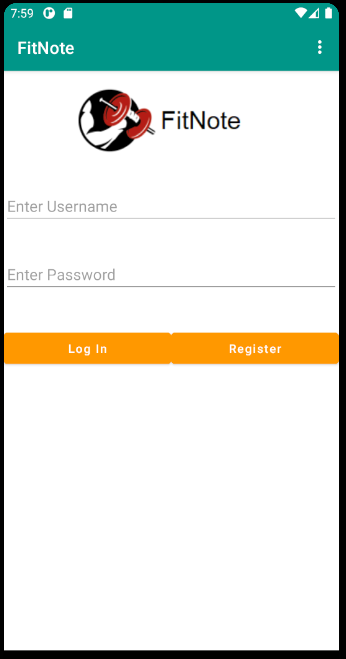 7:59
FitNote
FitNote
Enter Username
Enter Password
Log In Register